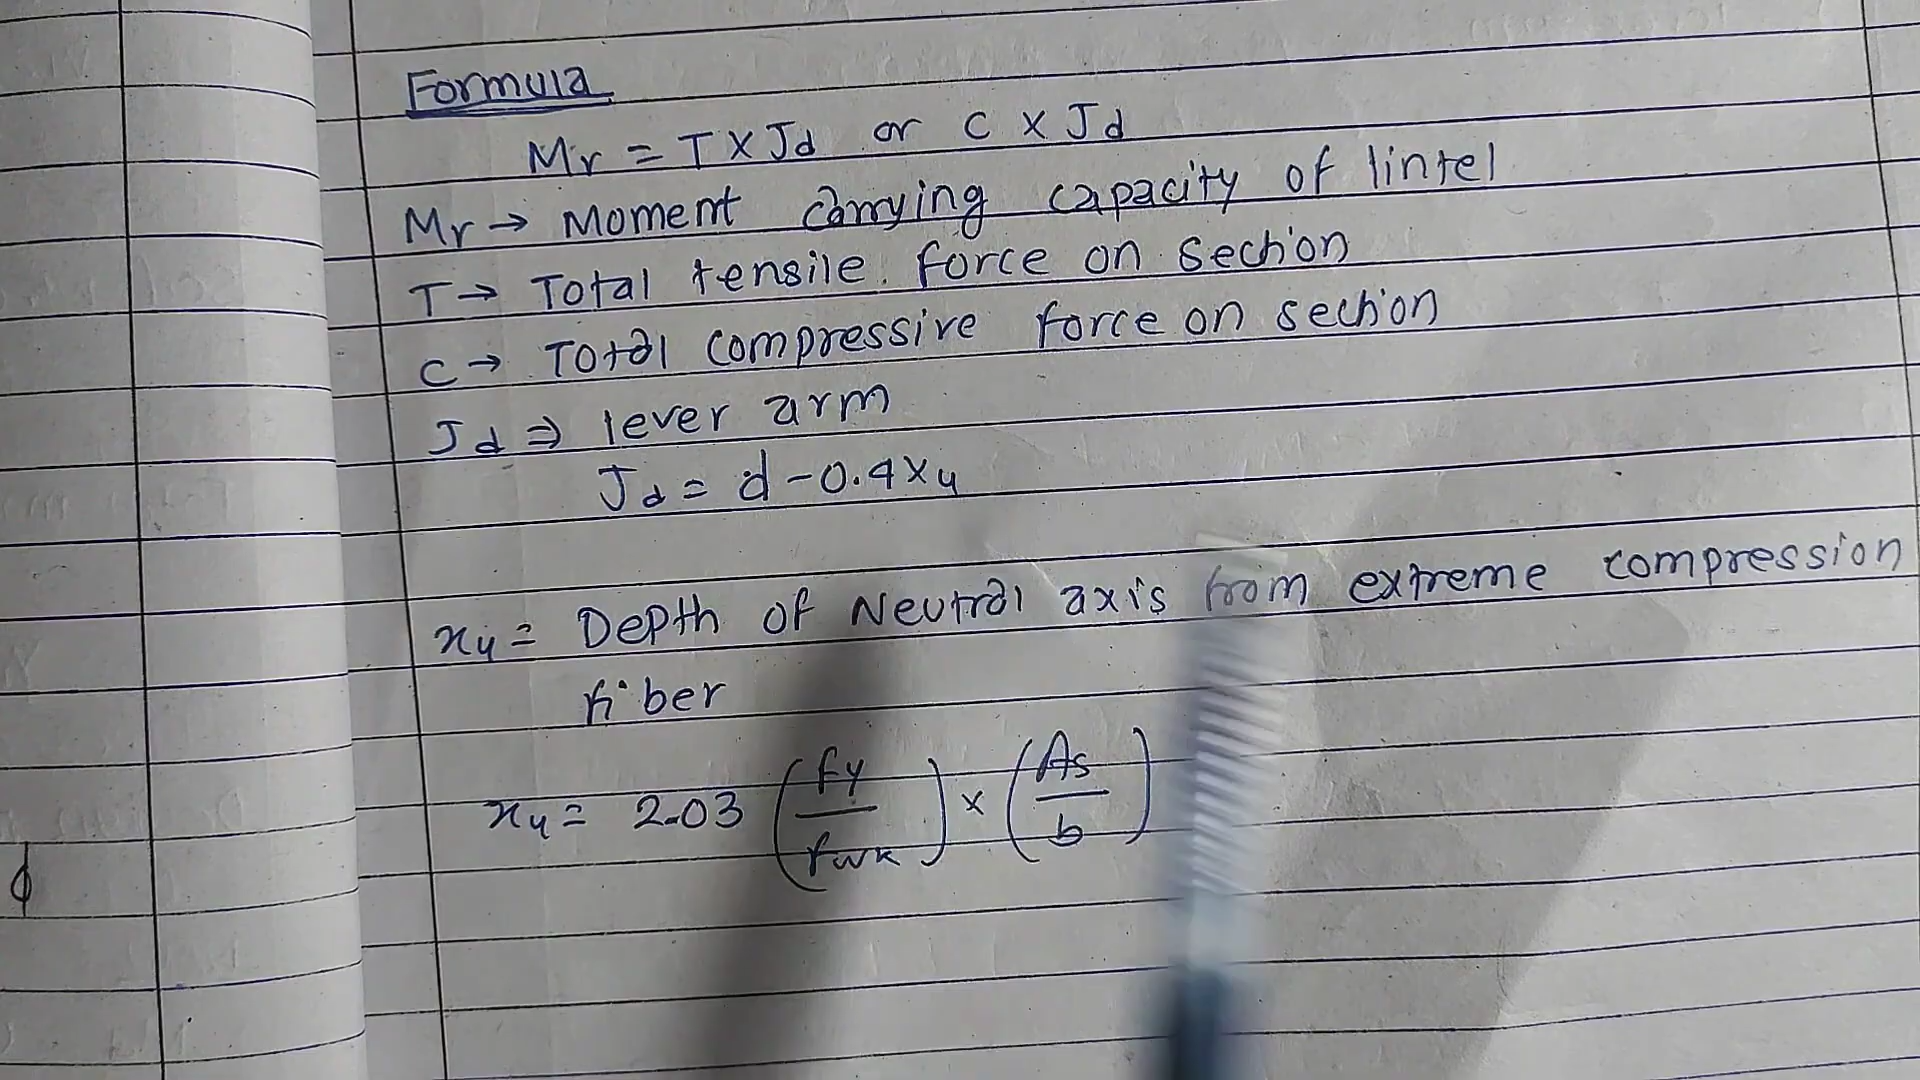 Formula
Mr = T X Jd or C X Jd
Mr → Moment carrying capacity of lintel
T → Total tensile force on section
C → Total compressive force on section
Jd ⇒ lever arm
Jd = d - 0.4xu
xu = Depth of Neutral axis from extreme compression
fiber
xu = 2.03 (fy/fwk) × (As/b)
ϕ